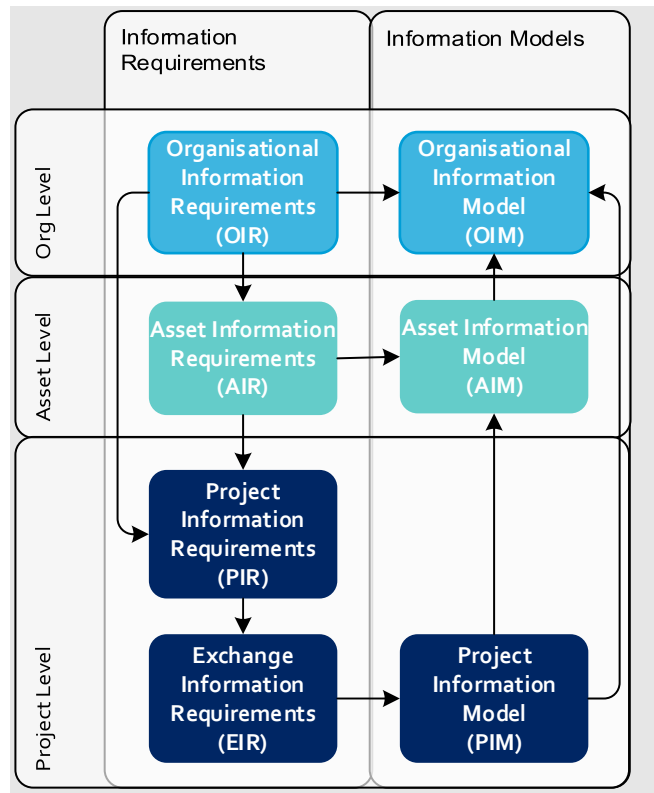 Information
Requirements
Information Models
Org Level
Organisational
Information
Requirements
(OIR)
Organisational
Information
Model
(OIM)
Asset Level
Asset Information
Requirements
(AIR)
Asset Information
Model
(AIM)
Project Level
Project
Information
Requirements
(PIR)
Exchange
Information
Requirements
(EIR)
Project
Information
Model
(PIM)